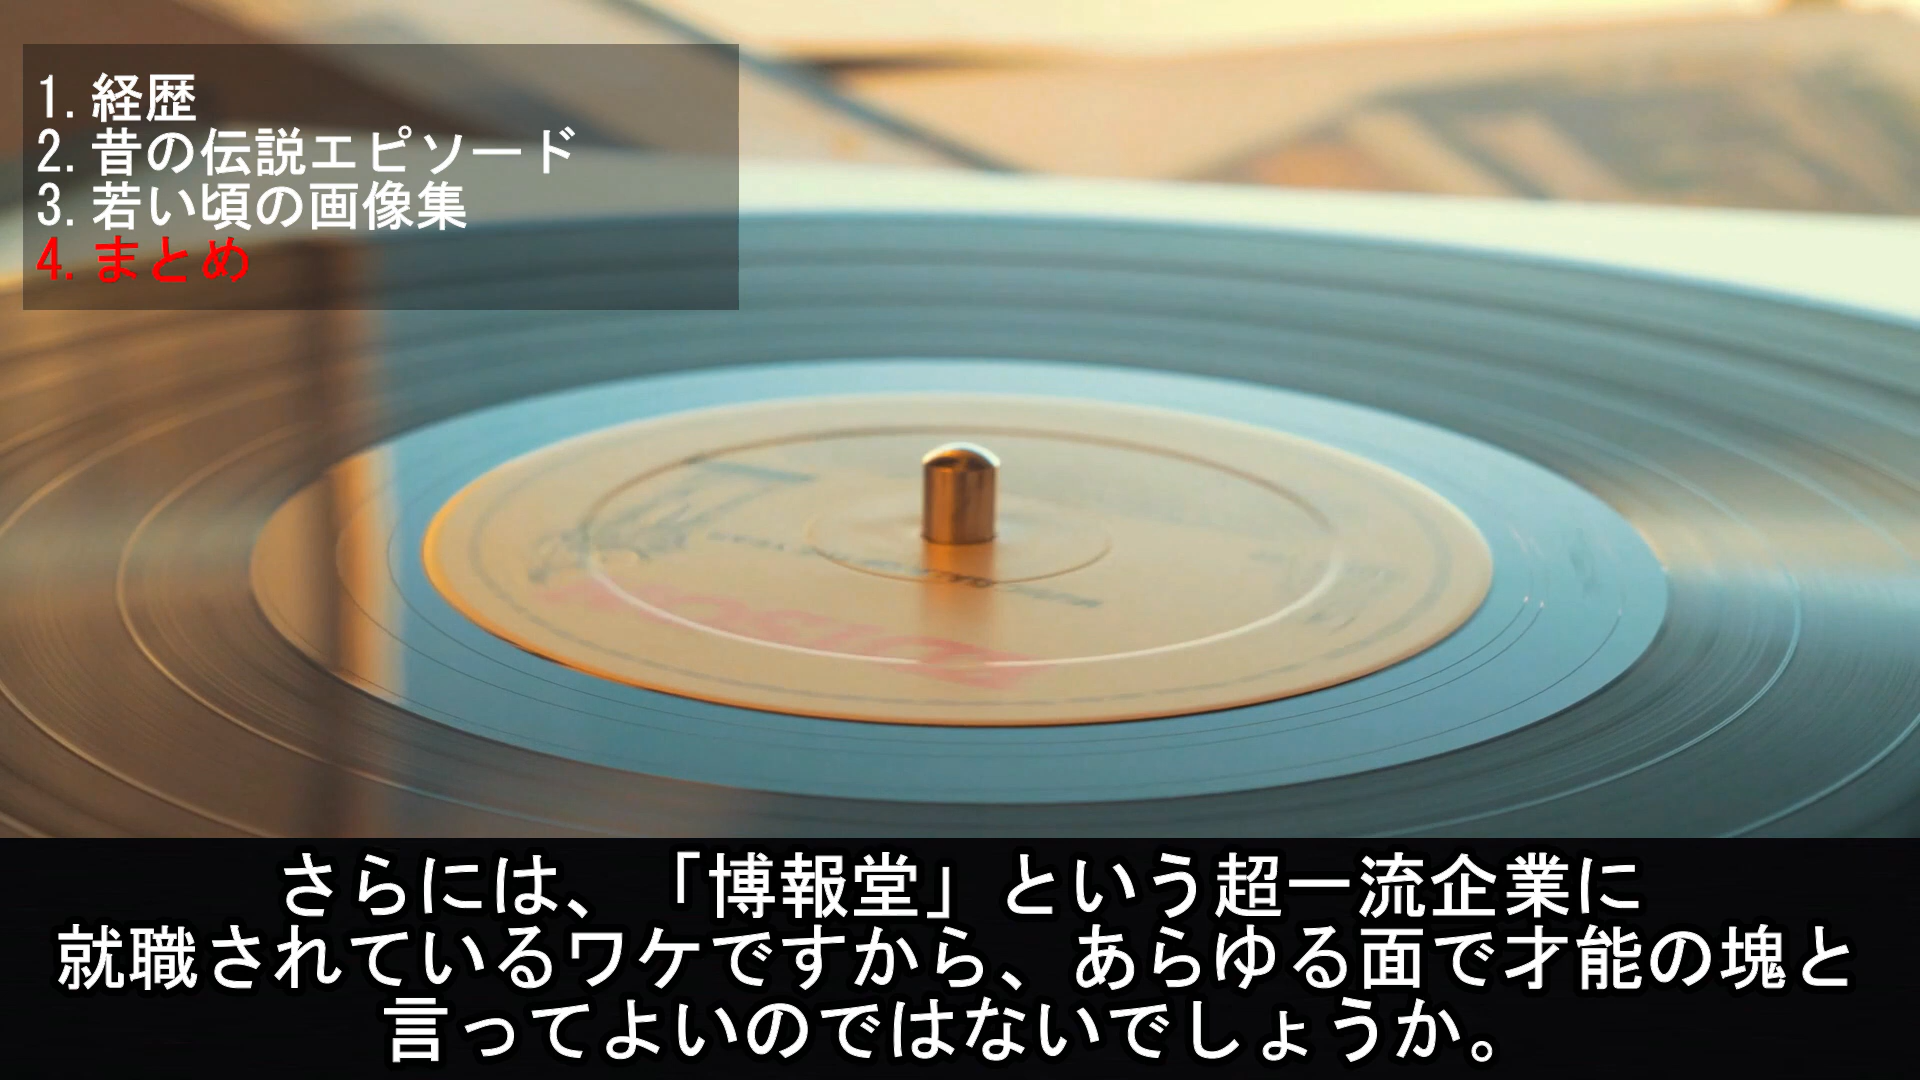 1. 経歴
2. 昔の伝説エピソード
3. 若い頃の画像集
4. まとめ
さらには、「博報堂」という超一流企業に
就職されているワケですから、あらゆる面で才能の塊と
言ってよいのではないでしょうか。